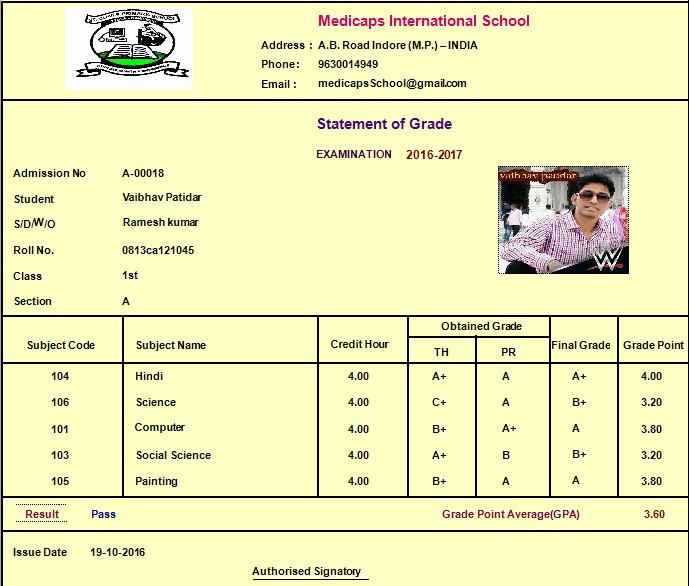 Medicaps International School
Address : A.B. Road Indore (M.P.) – INDIA
Phone: 9630014949
Email : medicapsSchool@gmail.com
Statement of Grade
EXAMINATION 2016-2017
vaibhav patidar
Admission No A-00018
Student Vaibhav Patidar
S/D/W/O Ramesh kumar
Roll No. 0813ca121045
Class 1st
Section A
Subject Code Subject Name Credit Hour Obtained Grade Final Grade Grade Point
TH PR
104 Hindi 4.00 A+ A A+ 4.00
106 Science 4.00 C+ A B+ 3.20
101 Computer 4.00 B+ A+ A 3.80
103 Social Science 4.00 A+ B B+ 3.20
105 Painting 4.00 B+ A A 3.80
Result Pass Grade Point Average(GPA) 3.60
Issue Date 19-10-2016
Authorised Signatory